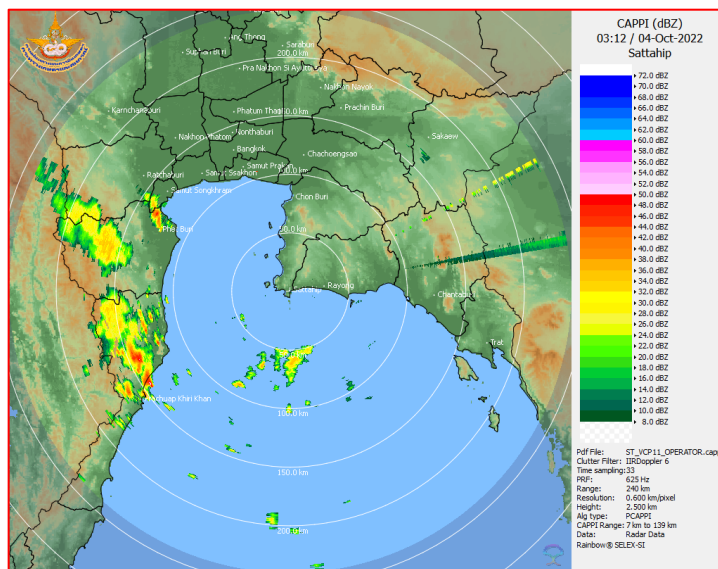 CAPPI (dBZ)
03:12 / 04-Oct-2022
Sattahip
72.0 dBZ
70.0 dBZ
68.0 dBZ
66.0 dBZ
64.0 dBZ
62.0 dBZ
60.0 dBZ
58.0 dBZ
56.0 dBZ
54.0 dBZ
52.0 dBZ
50.0 dBZ
48.0 dBZ
46.0 dBZ
44.0 dBZ
42.0 dBZ
40.0 dBZ
38.0 dBZ
36.0 dBZ
34.0 dBZ
32.0 dBZ
30.0 dBZ
28.0 dBZ
26.0 dBZ
24.0 dBZ
22.0 dBZ
20.0 dBZ
18.0 dBZ
16.0 dBZ
14.0 dBZ
12.0 dBZ
10.0 dBZ
8.0 dBZ
Pdf File: ST_VCP11_OPERATOR.cap
Clutter Filter: IIRDoppler 6
Time sampling:33
PRF: 625 Hz
Range: 240 km
Resolution: 0.600 km/pixel
Height: 2.500 km
Alg type: PCAPPI
CAPPI Range: 7 km to 139 km
Data: Radar Data
Rainbow® SELEX-SI
Saraburi
200.0 km
Pra Nakhon Si Ayutthaya
Nakhon Nayok
Karnchanaburi
Phatum Thani
150.0 km
Prachin Buri
Nakhon Phatom
Nonthaburi
Sakaew
Bangkok
Chachoengsao
Samut Prakan
Ratchaburi
Samut Ssakhon
Samut Songkhram
Chon Buri
Phet Buri
Rayong
Trat
100.0 km
150.0 km
200.0 km